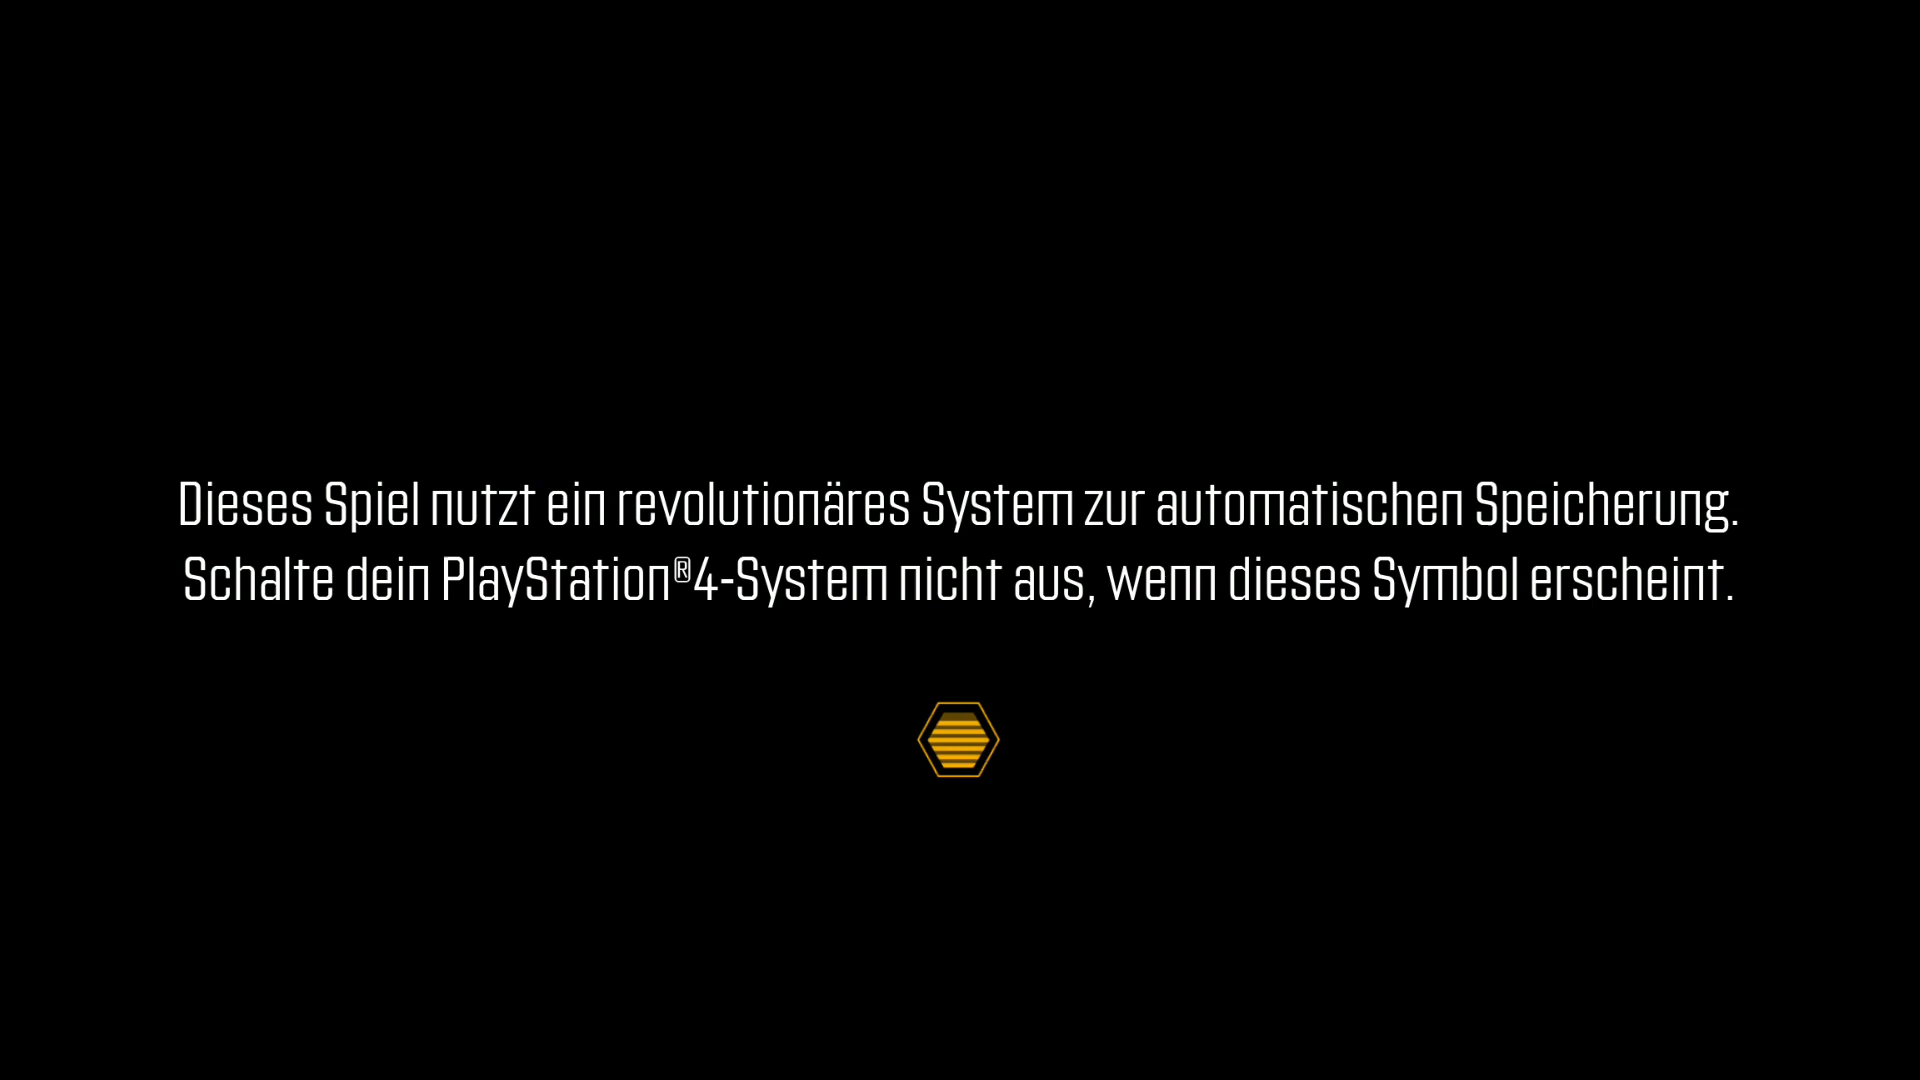 Dieses Spiel nutzt ein revolutionäres System zur automatischen Speicherung.
Schalte dein PlayStation®4-System nicht aus, wenn dieses Symbol erscheint.